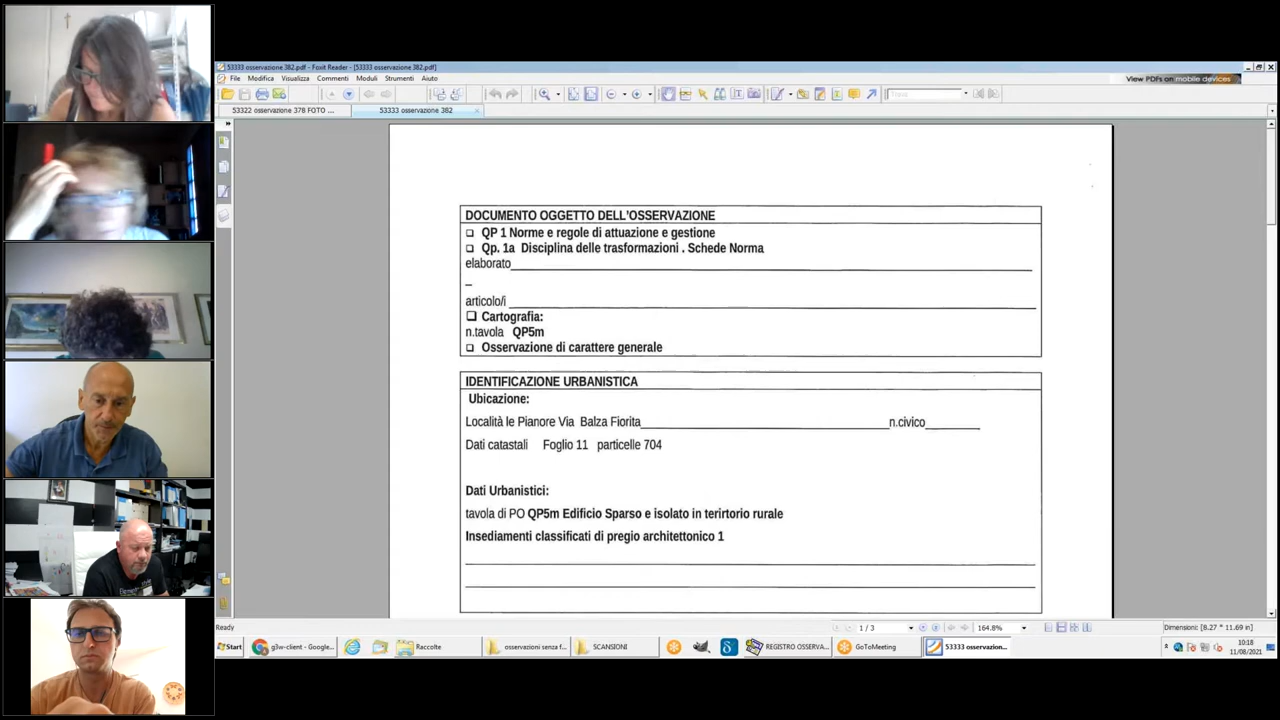 53333 osservazione 382.pdf - Foxit Reader - [53333 osservazione 382.pdf]
File Modifica Visualizza Commento Moduli Strumenti Aiuto
View PDFs on mobile devices
53322 osservazione 378 FOTO ...
53333 osservazione 382
DOCUMENTO OGGETTO DELL'OSSERVAZIONE
QP 1 Norme e regole di attuazione e gestione
Qp. 1a Disciplina delle trasformazioni . Schede Norma
elaborato
articolo/i
Cartografia:
n.tavola QP5m
Osservazione di carattere generale
IDENTIFICAZIONE URBANISTICA
Ubicazione:
Località le Pianore Via Balza Fiorita n.civico
Dati catastali Foglio 11 particelle 704
Dati Urbanistici:
tavola di PO QP5m Edificio Sparso e isolato in terirtorio rurale
Insediamenti classificati di pregio architettonico 1
Ready
1 / 3
164.8%
Dimensioni: [8.27 * 11.69 in]
Start
g3w-client - Google...
Raccolte
osservazioni senza f...
SCANSIONI
REGISTRO OSSERVA...
GoToMeeting
53333 osservazion...
10:18
11/08/2021